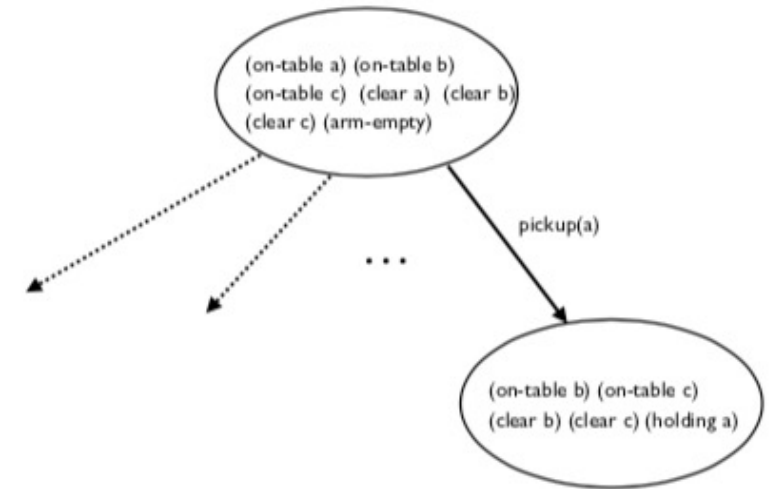 (on-table a) (on-table b)
(on-table c) (clear a) (clear b)
(clear c) (arm-empty)
pickup(a)
...
(on-table b) (on-table c)
(clear b) (clear c) (holding a)